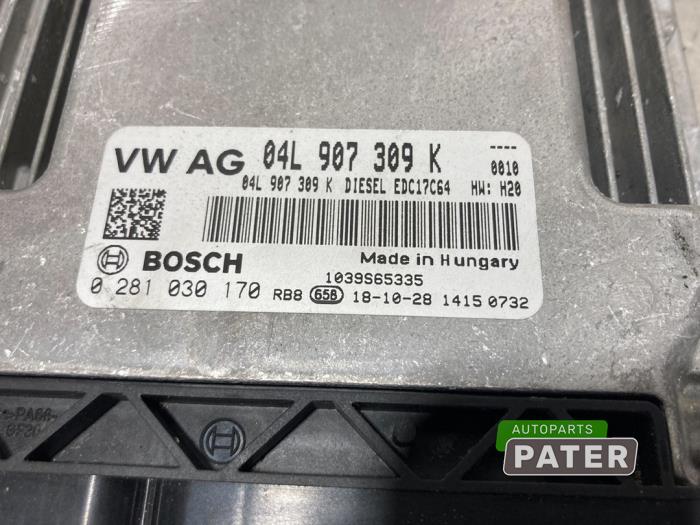 VW AG 04L 907 309 K ----
0010
04L 907 309 K DIESEL EDC17C64 HW: H20
BOSCH Made in Hungary
1039S65335
0 281 030 170 RB8 656 18-10-28 1415 0732
AUTOPARTS
PATER